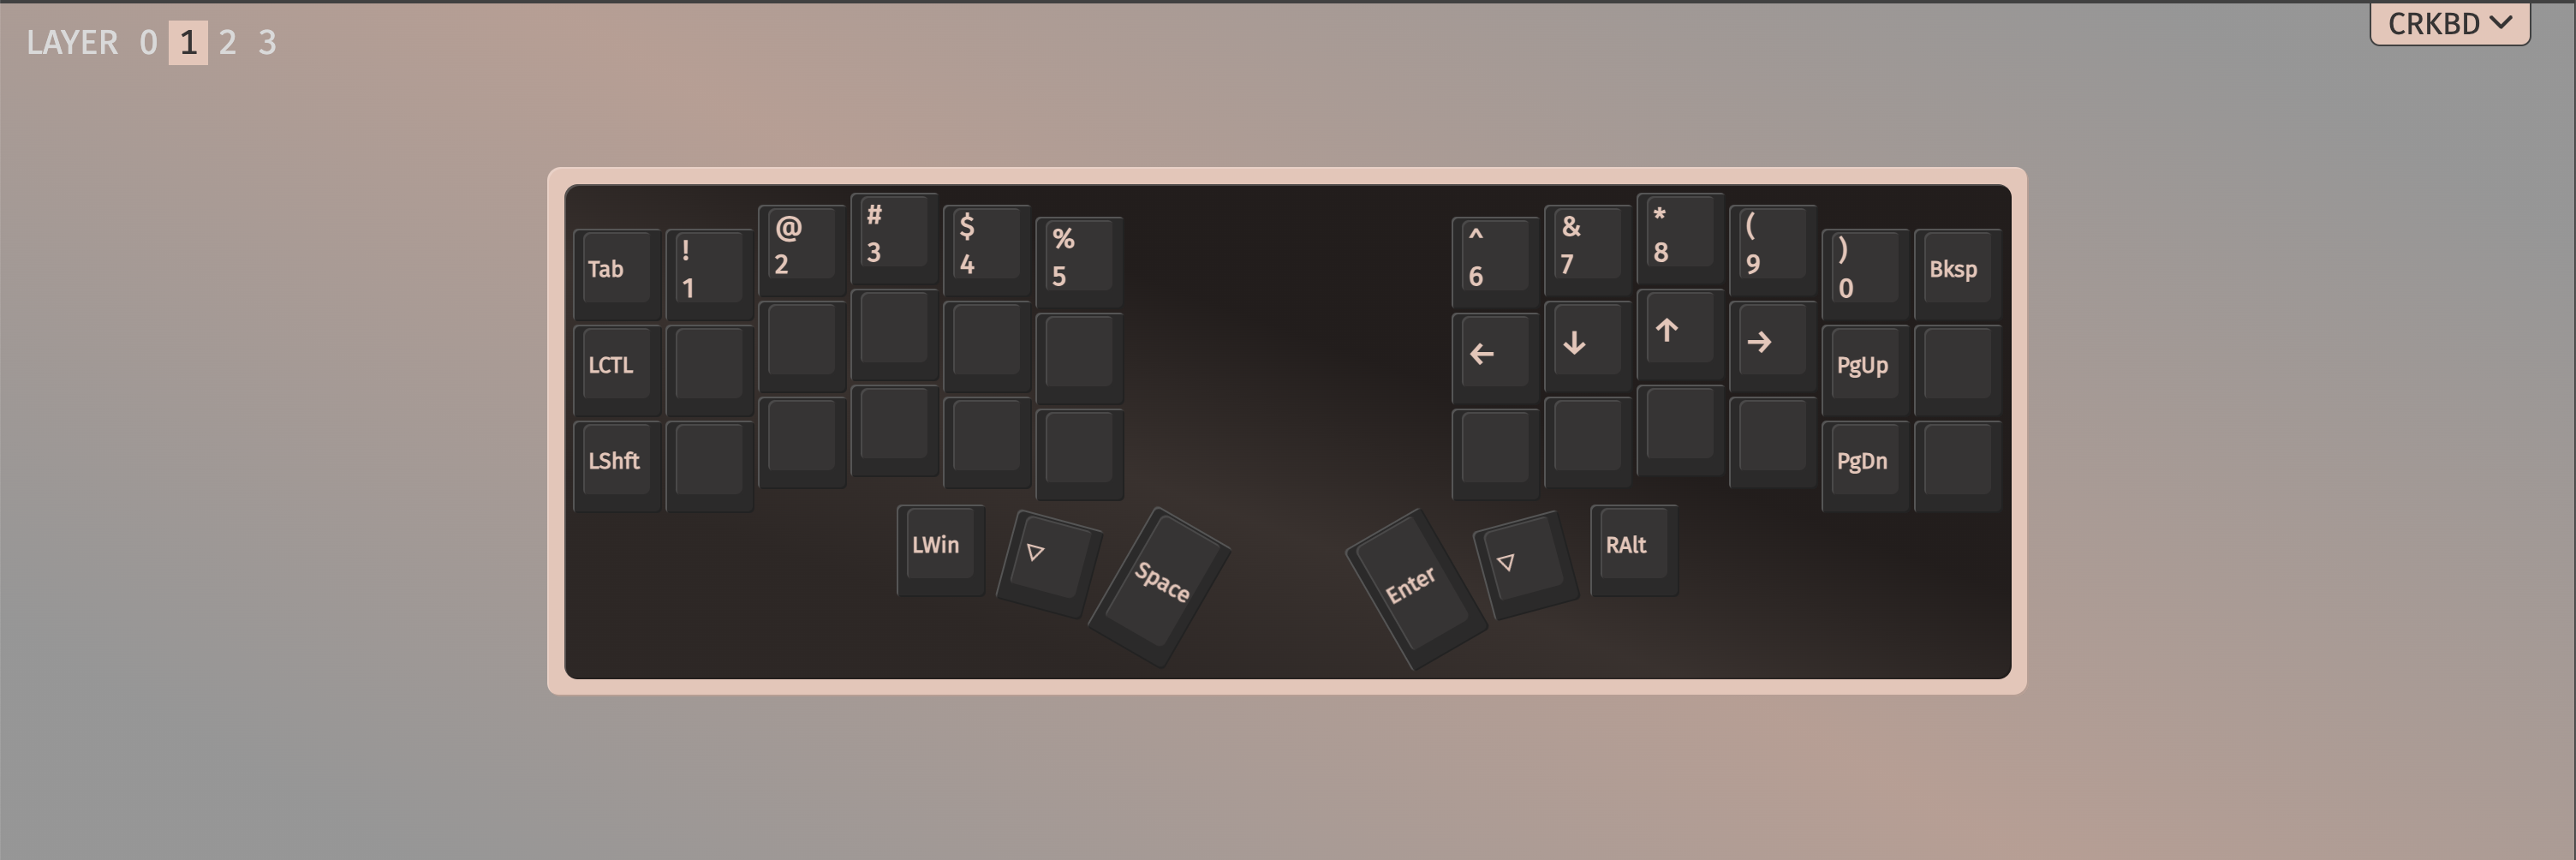 LAYER 0 1 2 3
CRKBD
Tab ! 1 @ 2 # 3 $ 4 % 5 ^ 6 & 7 * 8 ( 9 ) 0 Bksp
LCTL ← ↓ ↑ → PgUp
LShft PgDn
LWin ▽ Space Enter ▽ RAlt